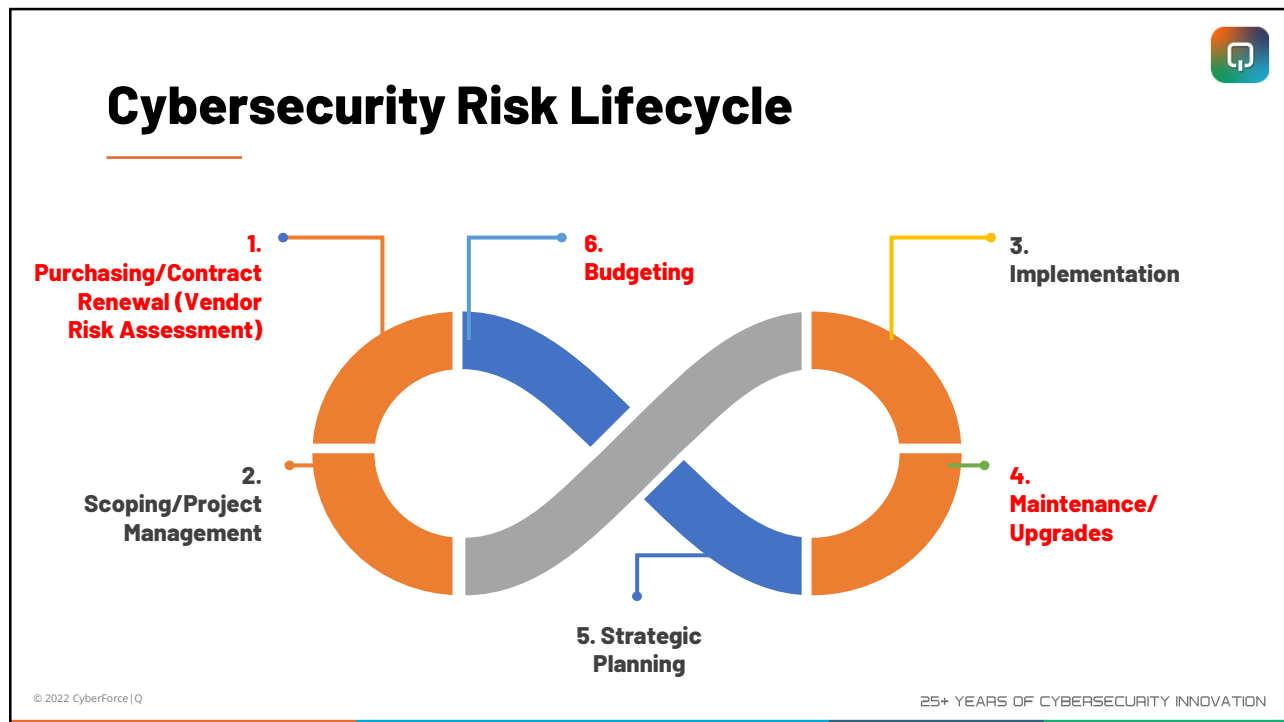 Cybersecurity Risk Lifecycle
1.
Purchasing/Contract
Renewal (Vendor
Risk Assessment)
6.
Budgeting
3.
Implementation
2.
Scoping/Project
Management
4.
Maintenance/
Upgrades
5. Strategic
Planning
© 2022 CyberForce|Q
25+ YEARS OF CYBERSECURITY INNOVATION